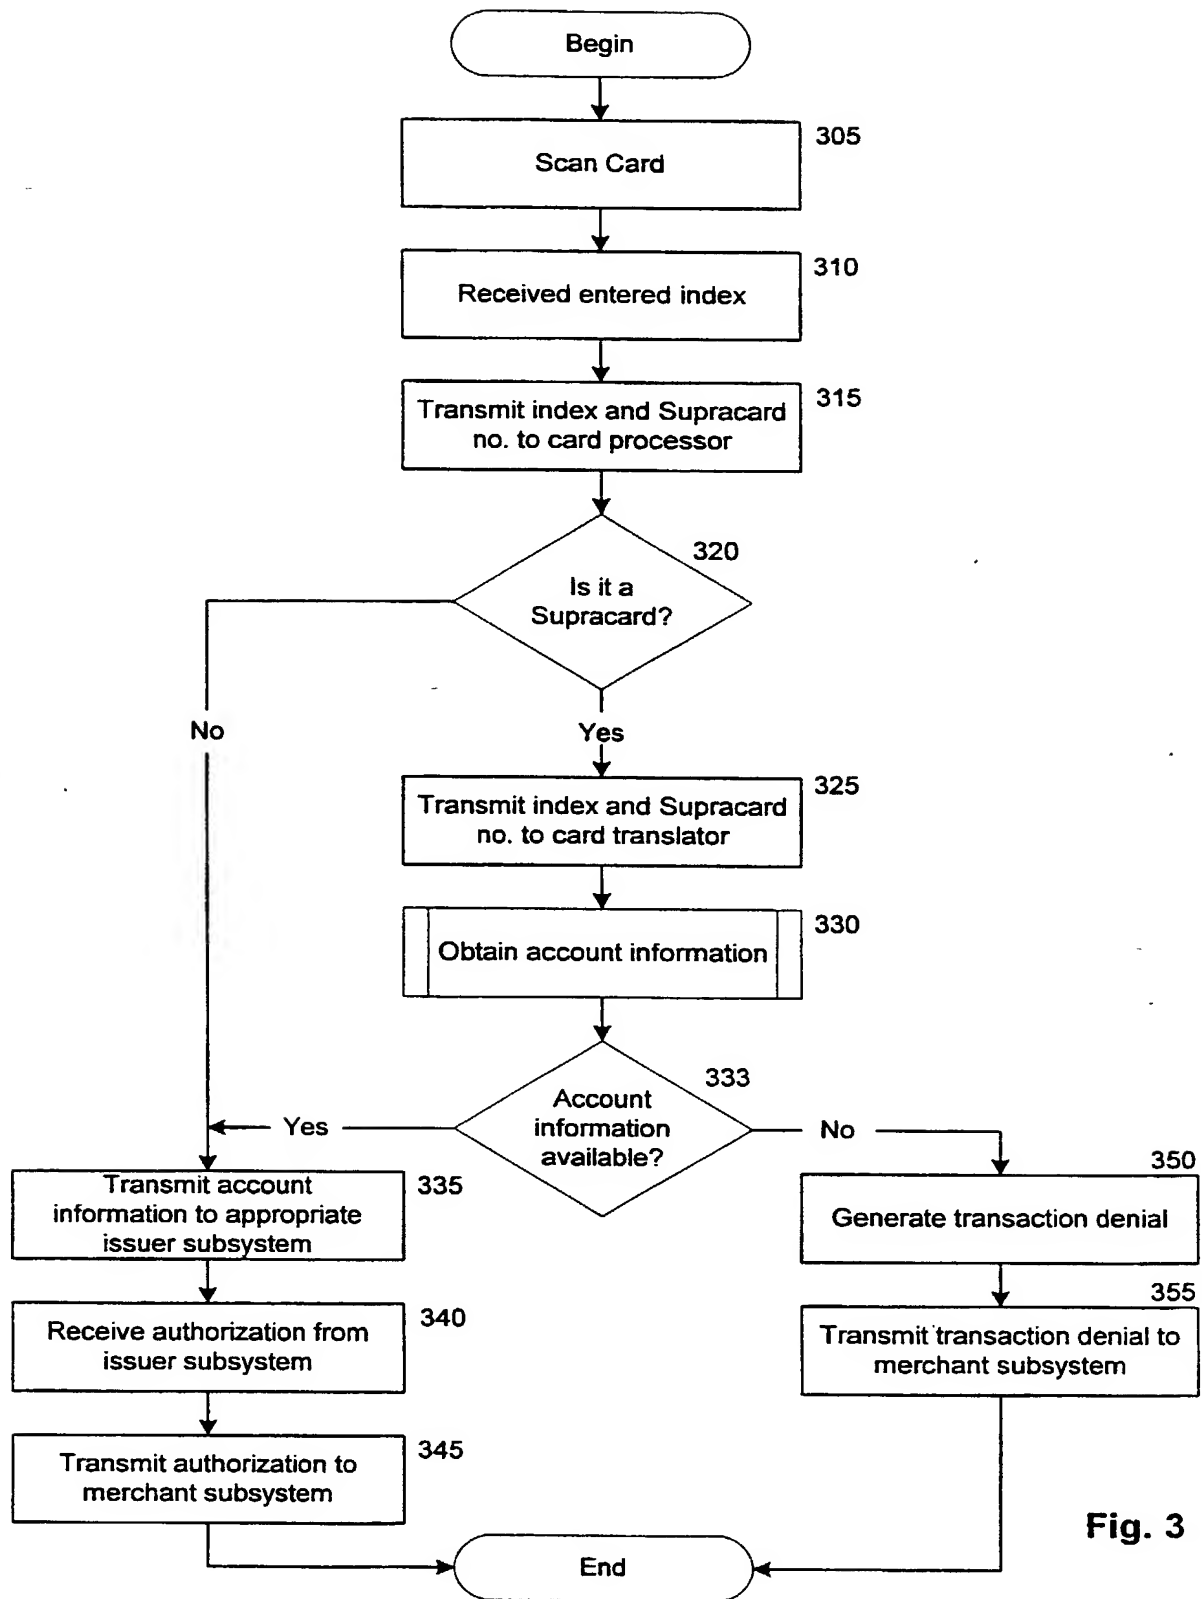 Begin
305
Scan Card
310
Received entered index
315
Transmit index and Supracard
no. to card processor
320
Is it a
Supracard?
No
Yes
325
Transmit index and Supracard
no. to card translator
330
Obtain account information
333
Account
information
available?
Yes
No
335
Transmit account
information to appropriate
issuer subsystem
350
Generate transaction denial
340
Receive authorization from
issuer subsystem
355
Transmit transaction denial to
merchant subsystem
345
Transmit authorization to
merchant subsystem
Fig. 3
End